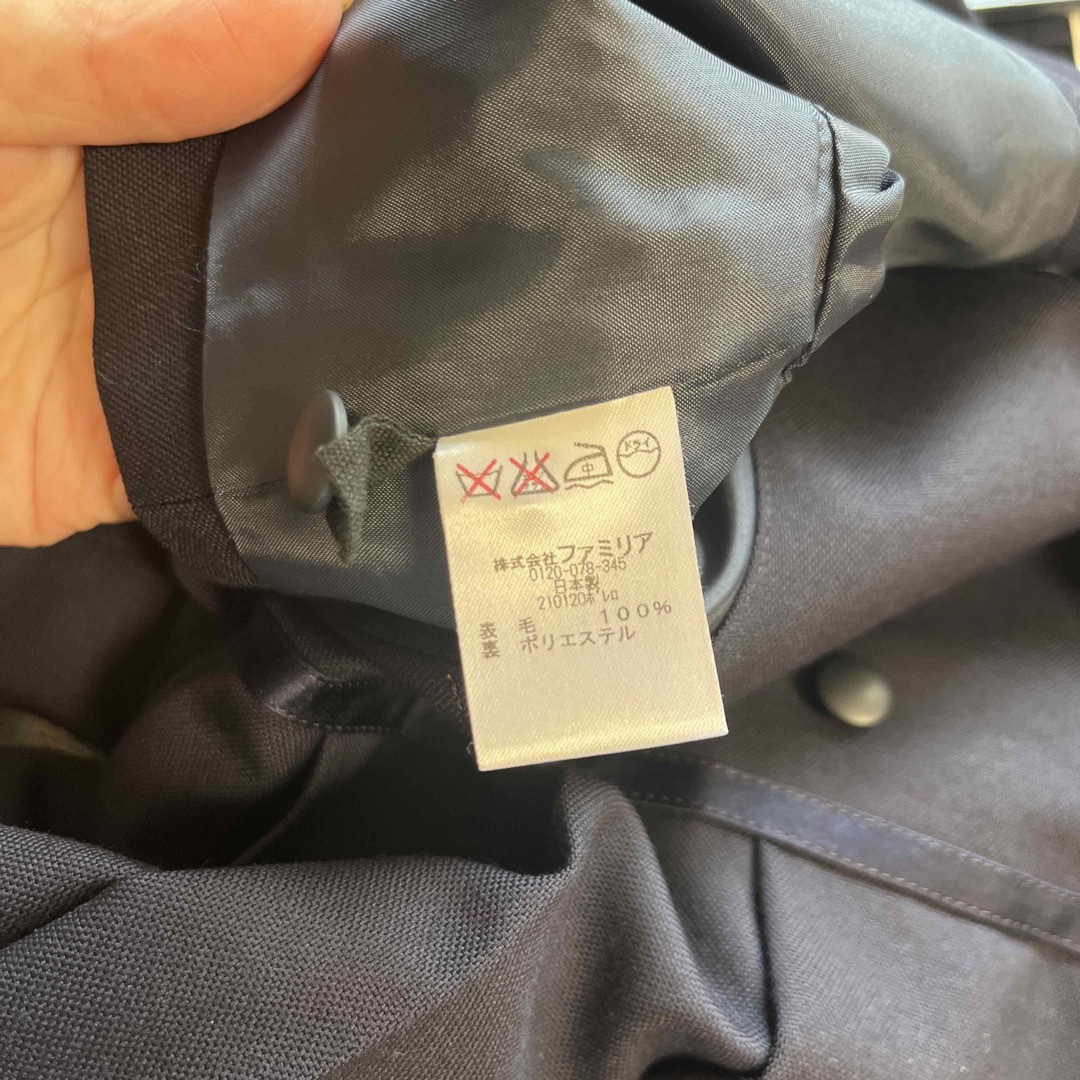 中 ドライ
株式会社ファミリア
0120-078-345
日本製
210120ﾎﾞﾚﾛ
表 毛 100%
裏 ポリエステル